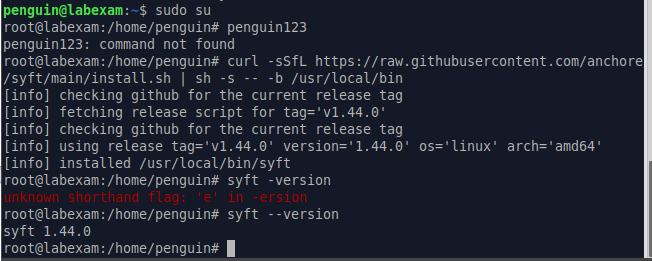 penguin@labexam:~$ sudo su
root@labexam:/home/penguin# penguin123
penguin123: command not found
root@labexam:/home/penguin# curl -sSfL https://raw.githubusercontent.com/anchore
/syft/main/install.sh | sh -s -- -b /usr/local/bin
[info] checking github for the current release tag
[info] fetching release script for tag='v1.44.0'
[info] checking github for the current release tag
[info] using release tag='v1.44.0' version='1.44.0' os='linux' arch='amd64'
[info] installed /usr/local/bin/syft
root@labexam:/home/penguin# syft -version
unknown shorthand flag: 'e' in -ersion
root@labexam:/home/penguin# syft --version
syft 1.44.0
root@labexam:/home/penguin#